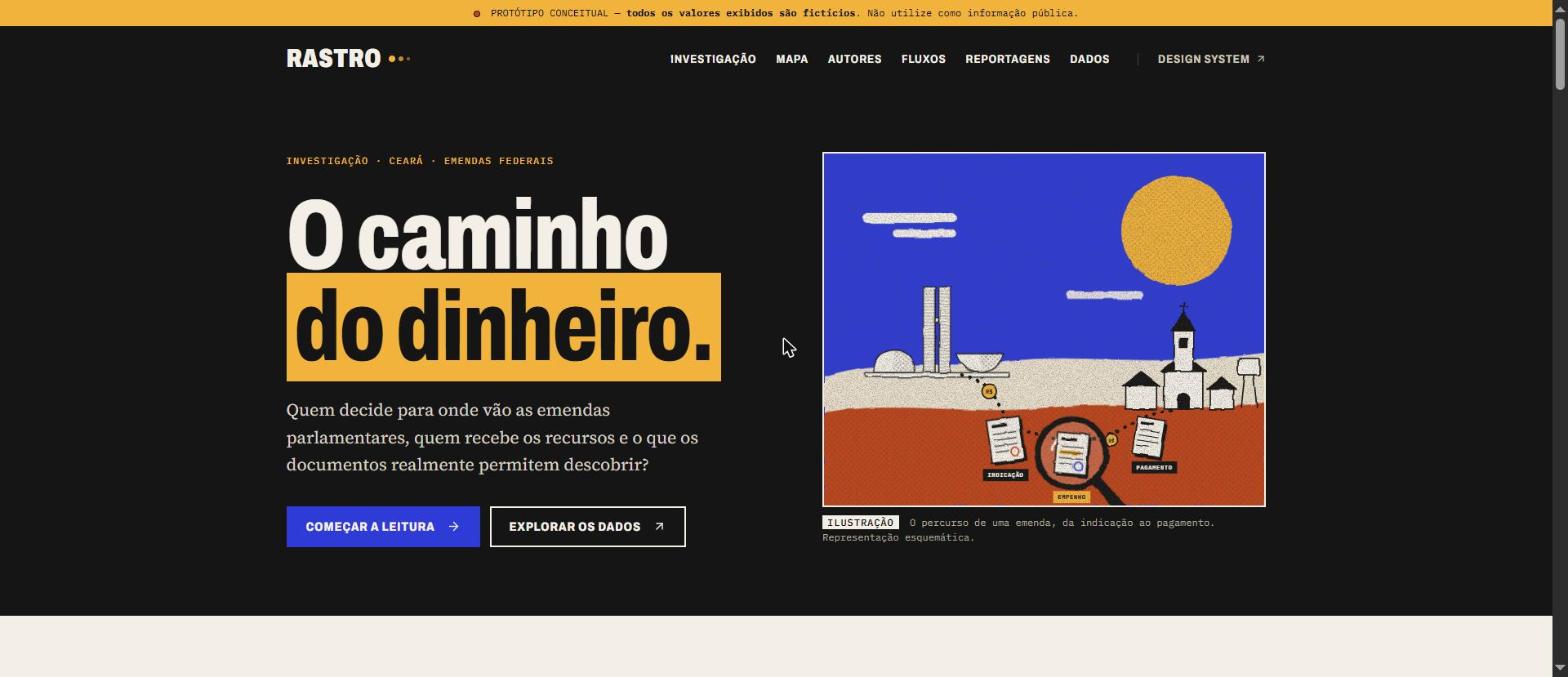 PROTÓTIPO CONCEITUAL — todos os valores exibidos são fictícios. Não utilize como informação pública.
RASTRO
INVESTIGAÇÃO MAPA AUTORES FLUXOS REPORTAGENS DADOS DESIGN SYSTEM ↗
INVESTIGAÇÃO · CEARÁ · EMENDAS FEDERAIS
O caminho
do dinheiro.
Quem decide para onde vão as emendas
parlamentares, quem recebe os recursos e o que os
documentos realmente permitem descobrir?
COMEÇAR A LEITURA →
EXPLORAR OS DADOS ↗
R$
R$
INDICAÇÃO
PAGAMENTO
EMPENHO
ILUSTRAÇÃO O percurso de uma emenda, da indicação ao pagamento.
Representação esquemática.